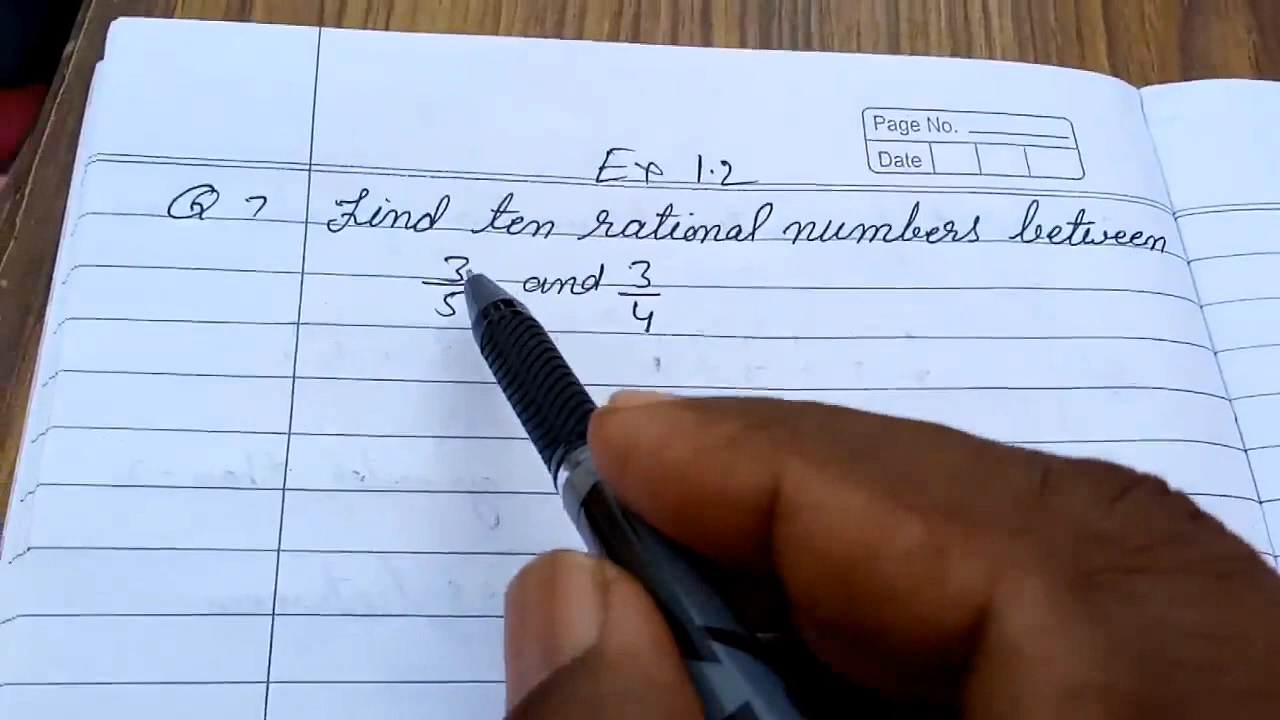 Page No.
Date
Ex 1.2
Q 7 Find ten rational numbers between
3/5 and 3/4